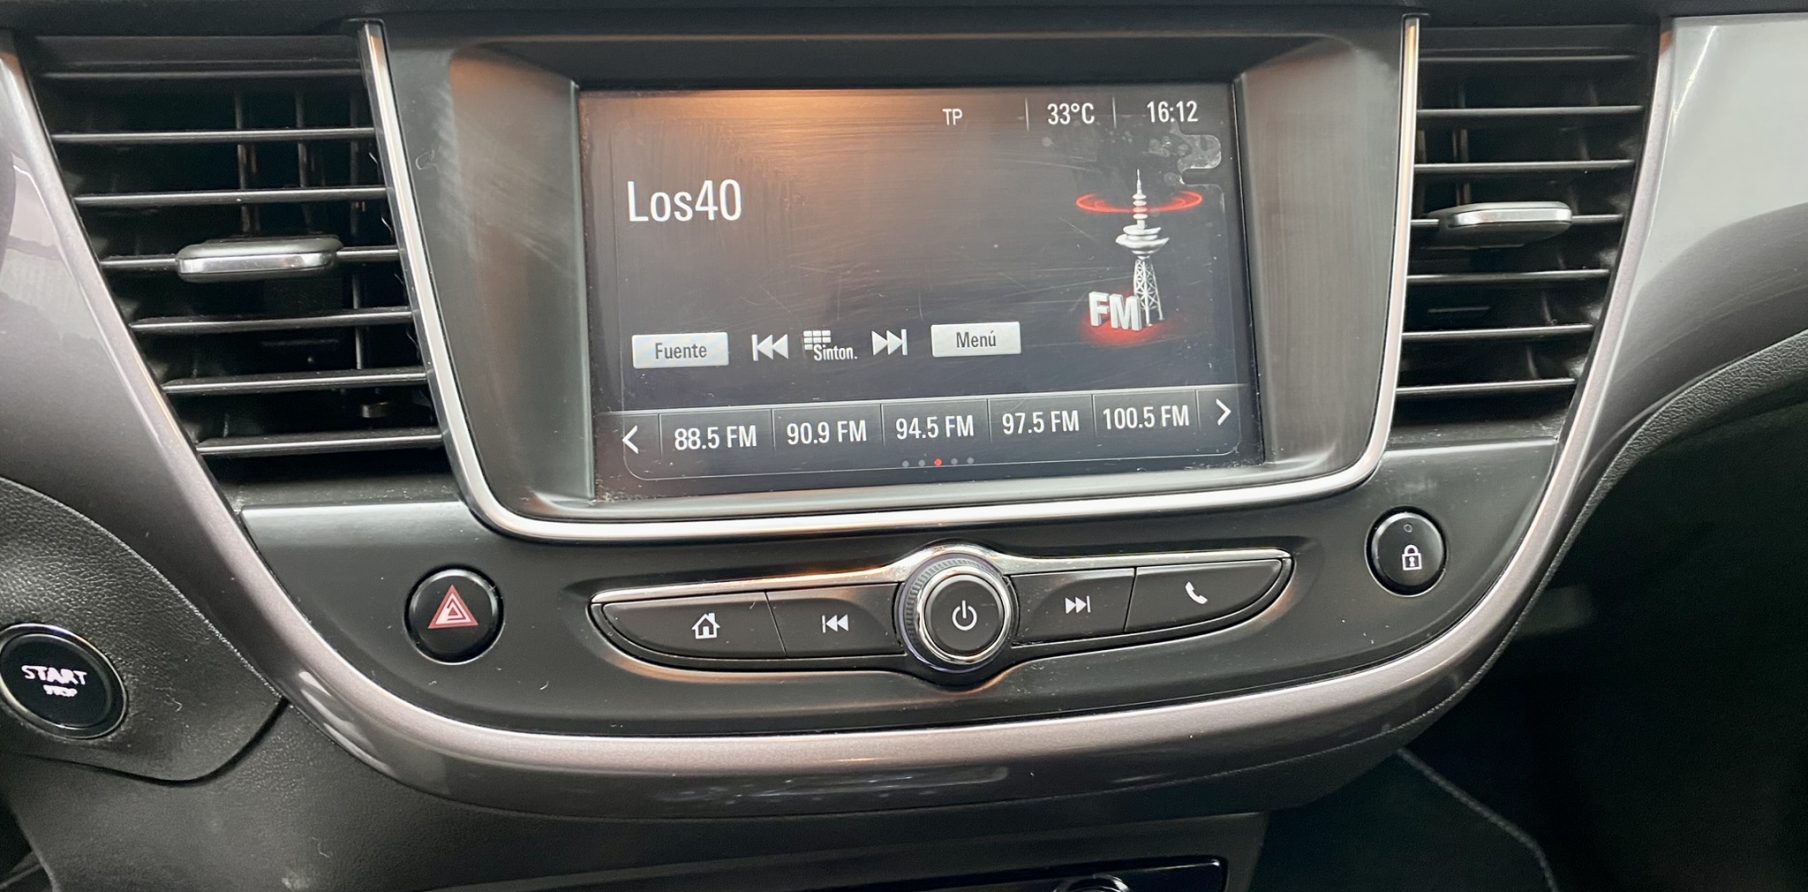 TP 33°C 16:12
Los40
FM
Fuente Sinton. Menú
88.5 FM 90.9 FM 94.5 FM 97.5 FM 100.5 FM
START
STOP